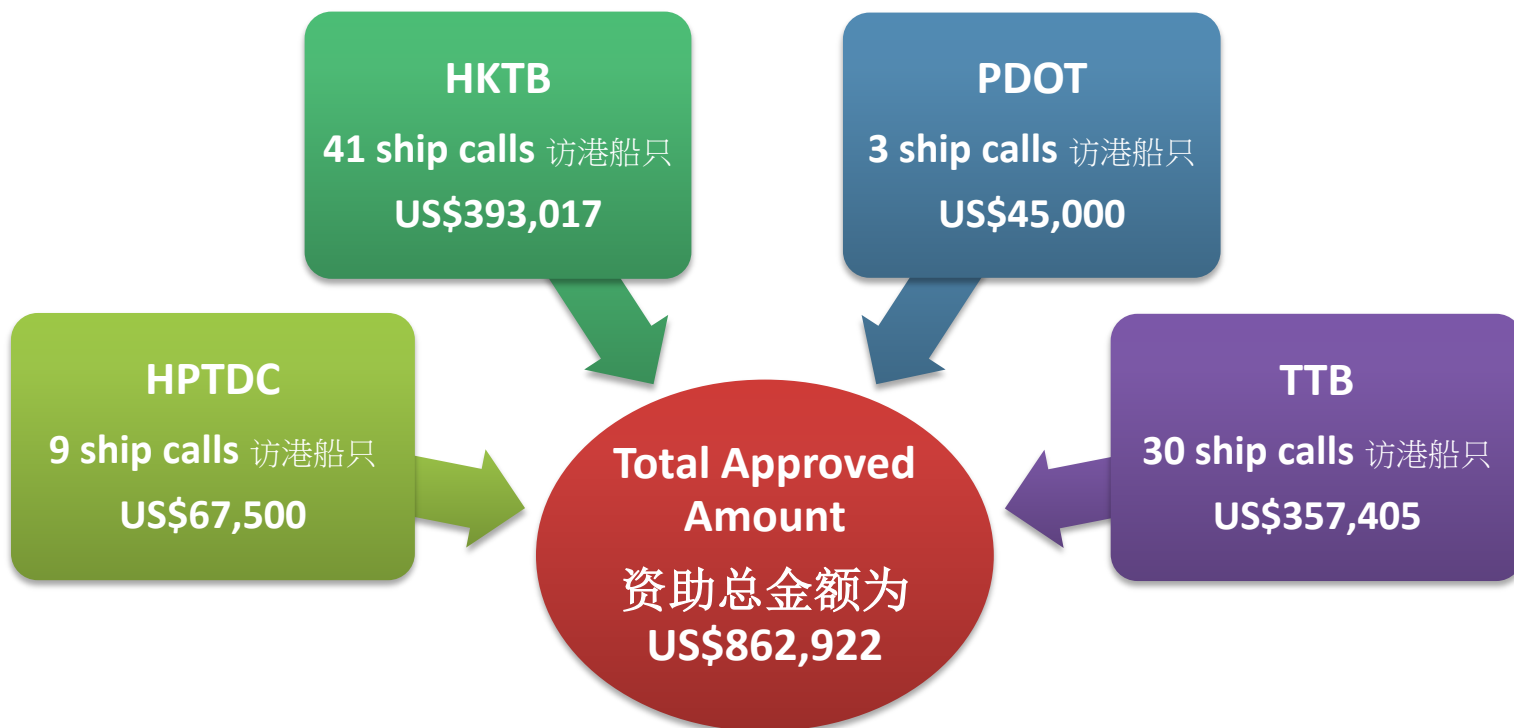 HKTB
41 ship calls 访港船只
US$393,017
PDOT
3 ship calls 访港船只
US$45,000
HPTDC
9 ship calls 访港船只
US$67,500
TTB
30 ship calls 访港船只
US$357,405
Total Approved
Amount
资助总金额为
US$862,922